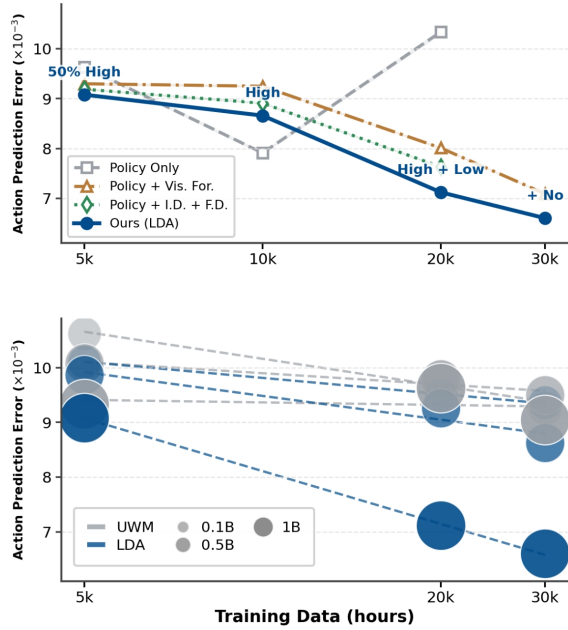 Action Prediction Error (×10⁻³)
10
9
8
7
50% High
High
High + Low
+ No
Policy Only
Policy + Vis. For.
Policy + I.D. + F.D.
Ours (LDA)
5k
10k
20k
30k
Action Prediction Error (×10⁻³)
10
9
8
7
UWM
LDA
0.1B
0.5B
1B
5k
20k
30k
Training Data (hours)